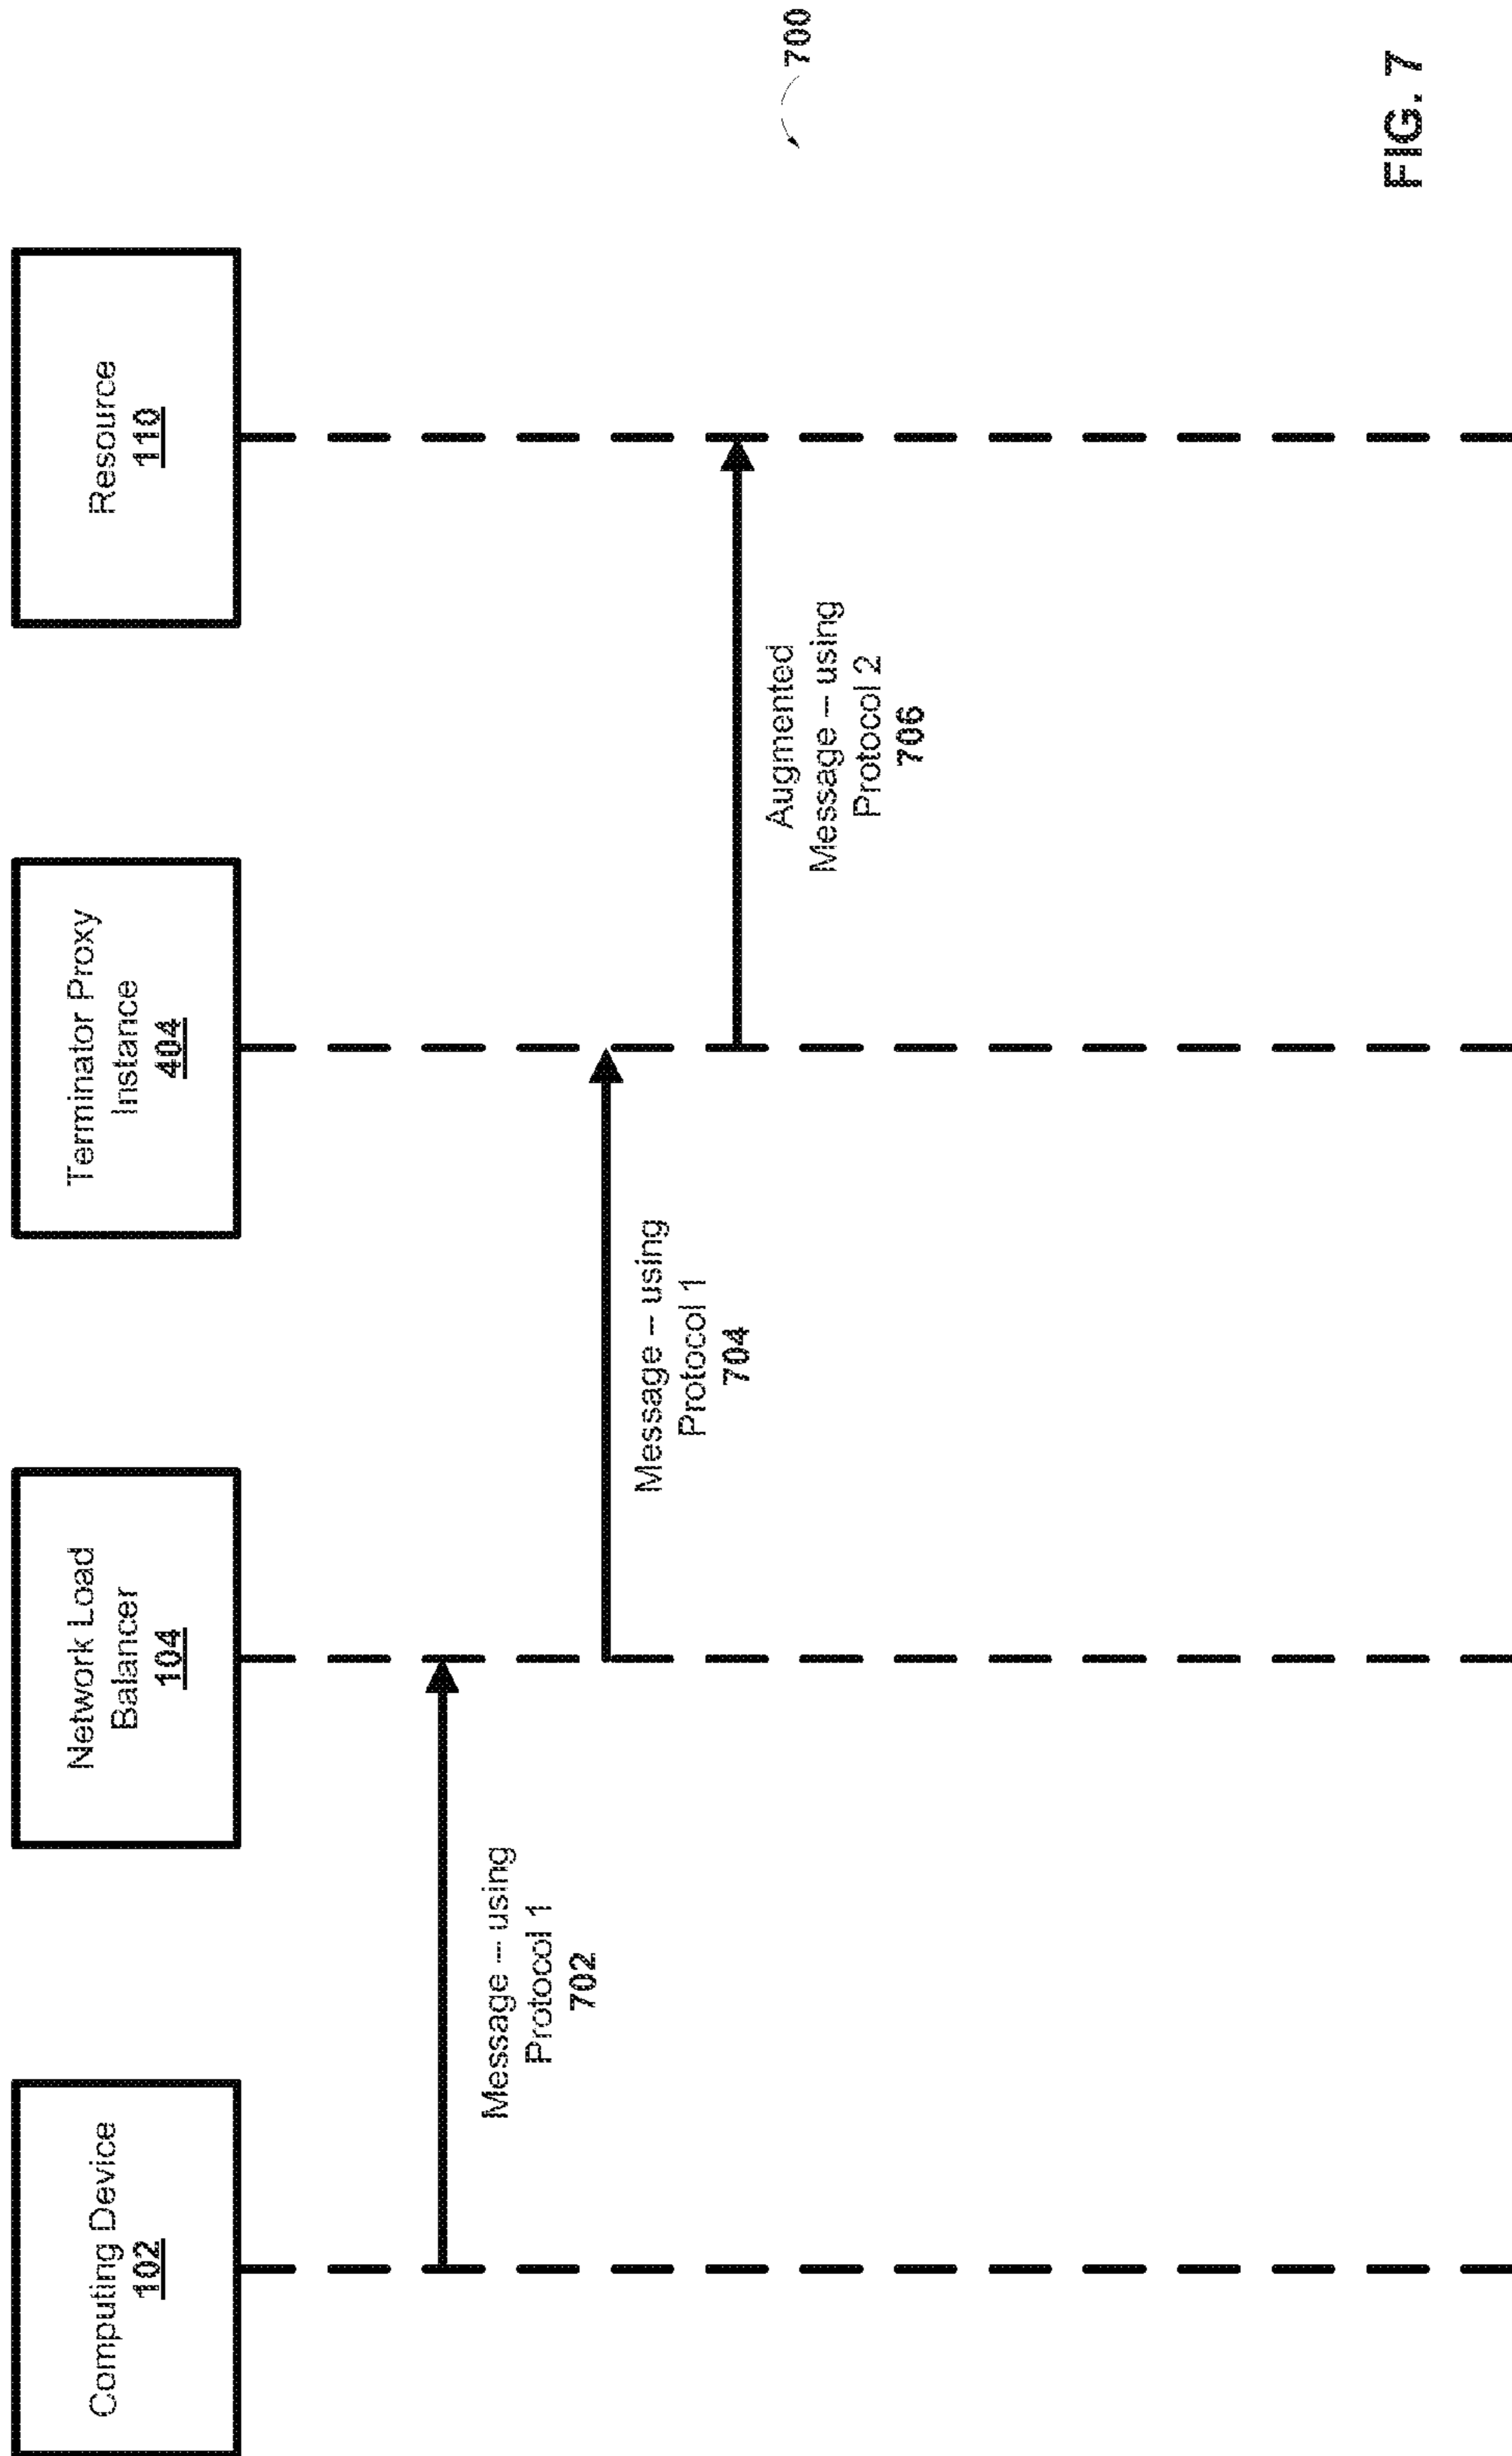 Computing Device
102
Network Load
Balancer
104
Terminator Proxy
Instance
404
Resource
110
Message – using
Protocol 1
702
Message – using
Protocol 1
704
Augmented
Message – using
Protocol 2
706
700
FIG. 7